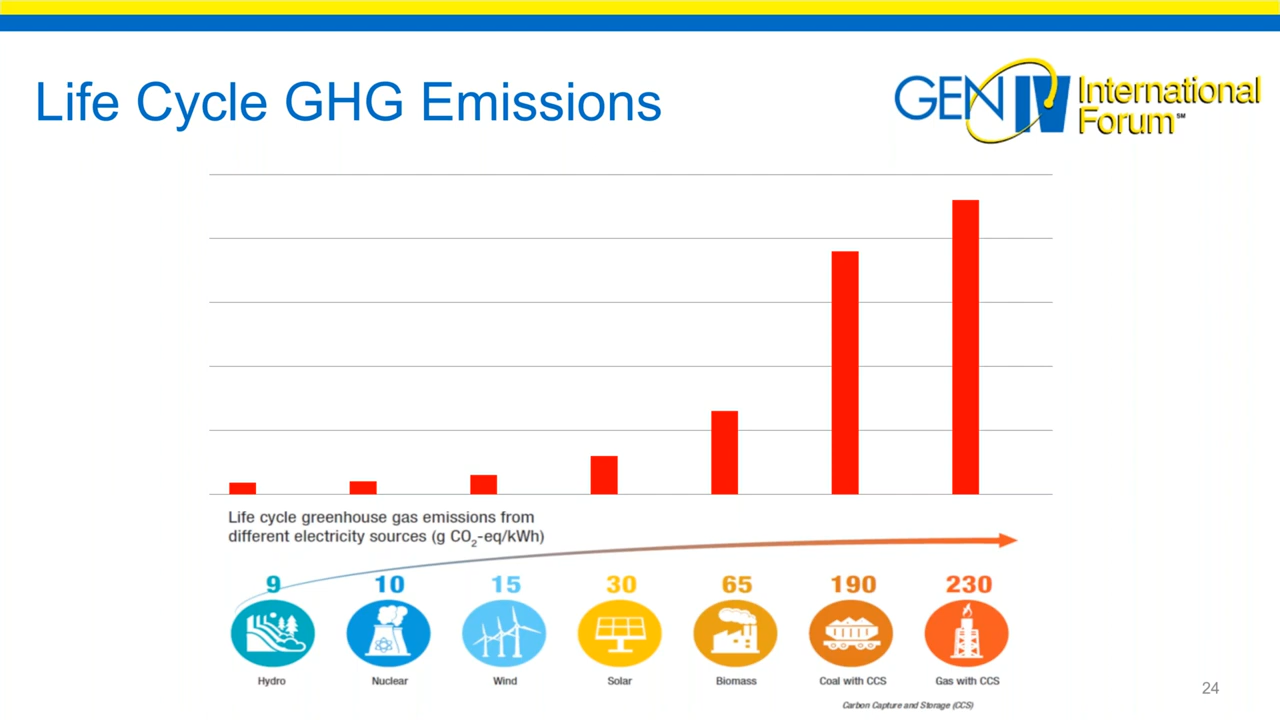 Life Cycle GHG Emissions
GEN IV International
Forum℠
Life cycle greenhouse gas emissions from
different electricity sources (g CO₂-eq/kWh)
9 10 15 30 65 190 230
Hydro Nuclear Wind Solar Biomass Coal with CCS Gas with CCS
Carbon Capture and Storage (CCS)
24